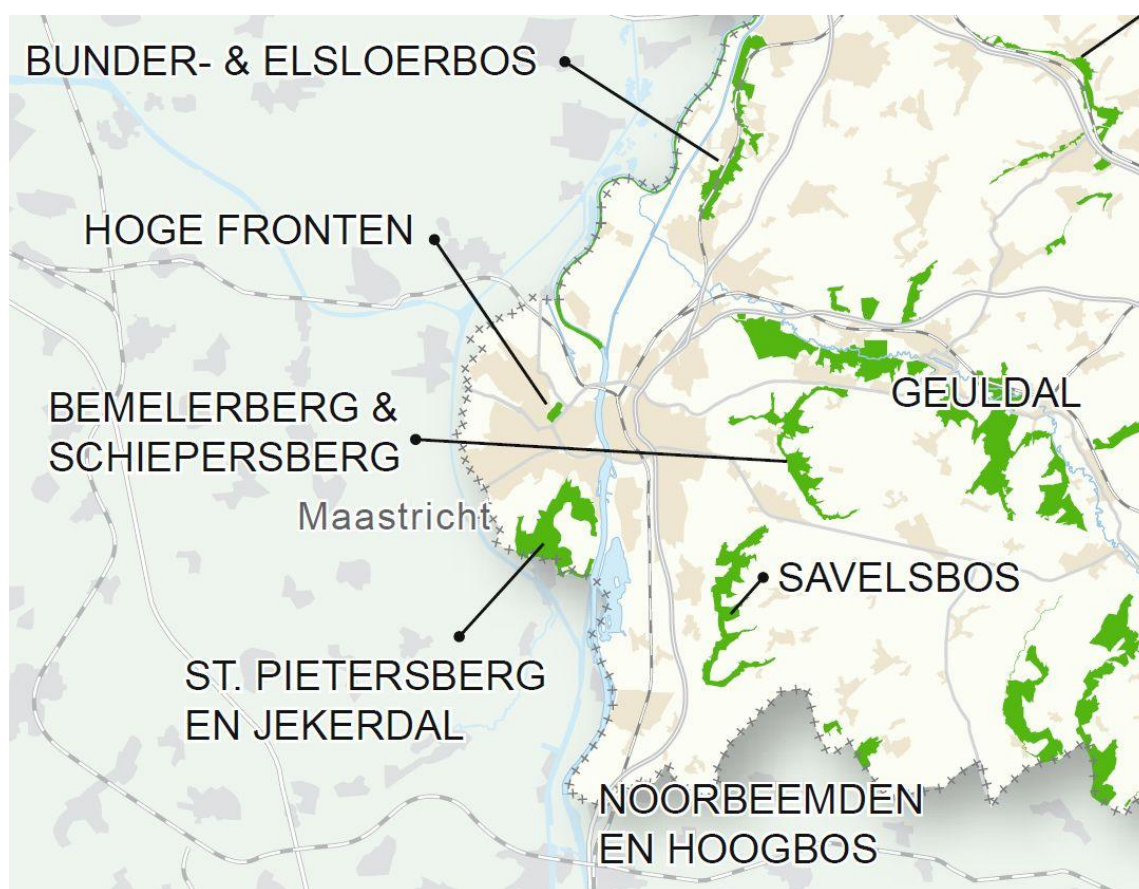 BUNDER- & ELSLOERBOS
HOGE FRONTEN
BEMELERBERG &
SCHIEPERSBERG
GEULDAL
Maastricht
SAVELSBOS
ST. PIETERSBERG
EN JEKERDAL
NOORBEEMDEN
EN HOOGBOS